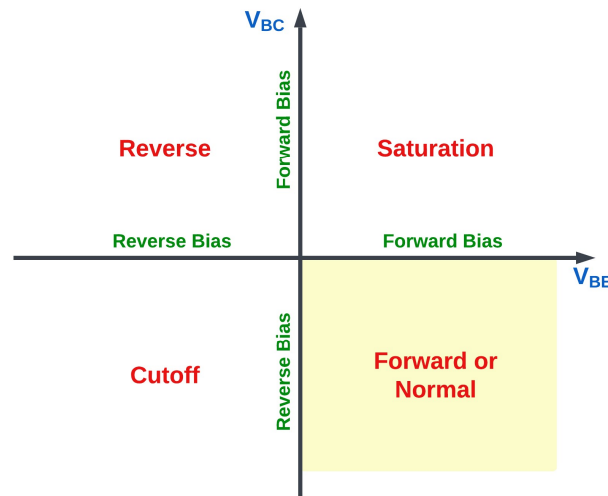 VBC
Forward Bias
Reverse
Saturation
Reverse Bias
Forward Bias
VBE
Reverse Bias
Cutoff
Forward or
Normal